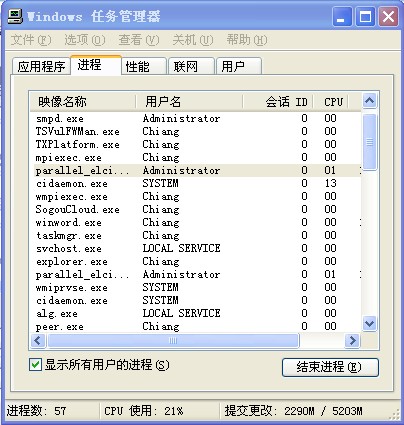 Windows 任务管理器
文件(F) 选项(O) 查看(V) 关机(U) 帮助(H)
应用程序 进程 性能 联网 用户
映像名称 用户名 会话 ID CPU
smpd.exe Administrator 0 00
TSVulFWMan.exe Chiang 0 00
TXPlatform.exe Chiang 0 00
mpiexec.exe Chiang 0 00
parallel_elci... Administrator 0 01
cidaemon.exe SYSTEM 0 13
wmpiexec.exe Chiang 0 00
SogouCloud.exe Chiang 0 00
winword.exe Chiang 0 00
taskmgr.exe Chiang 0 00
svchost.exe LOCAL SERVICE 0 00
explorer.exe Chiang 0 00
parallel_elci... Administrator 0 01
wmiprvse.exe SYSTEM 0 00
cidaemon.exe SYSTEM 0 00
alg.exe LOCAL SERVICE 0 00
peer.exe Chiang 0 00
显示所有用户的进程(S) 结束进程(E)
进程数: 57 CPU 使用: 21% 提交更改: 2290M / 5203M